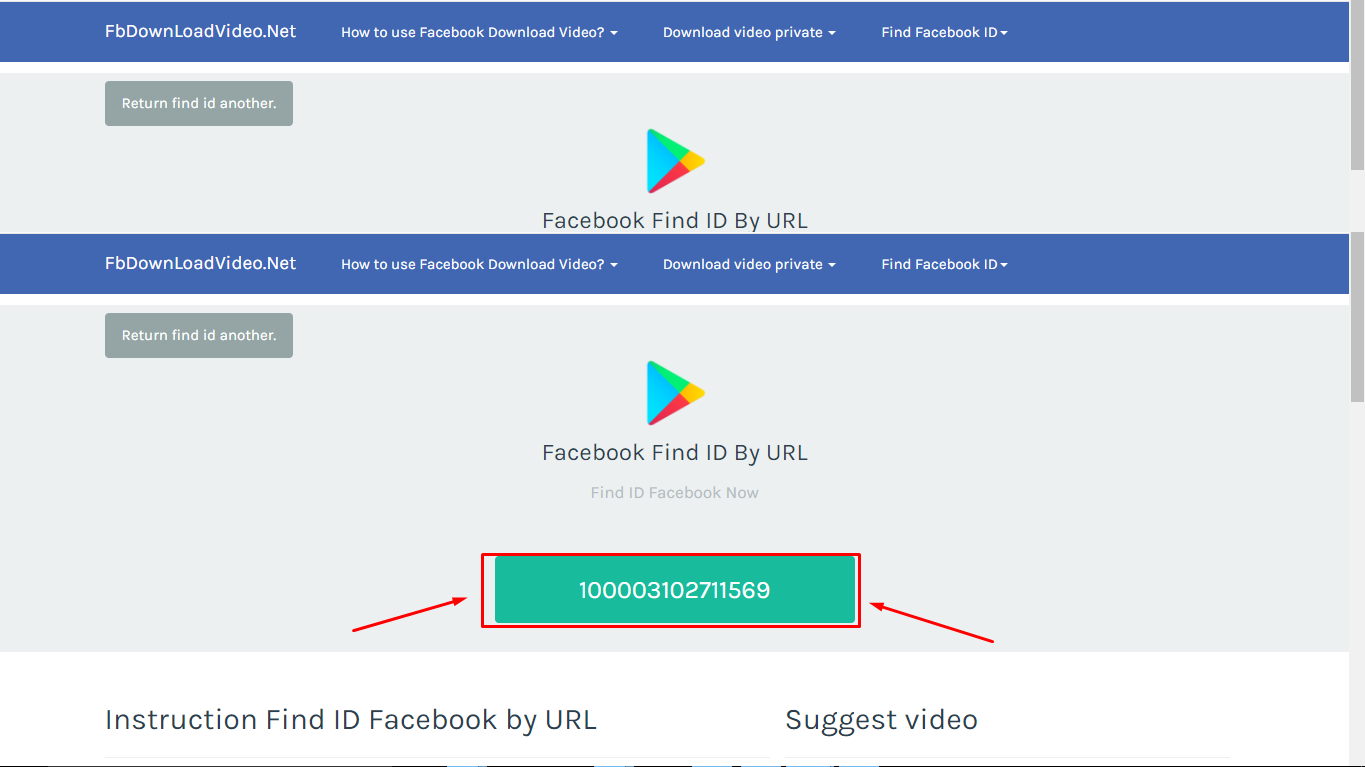 FbDownLoadVideo.Net How to use Facebook Download Video? Download video private Find Facebook ID
Return find id another.
Facebook Find ID By URL
FbDownLoadVideo.Net How to use Facebook Download Video? Download video private Find Facebook ID
Return find id another.
Facebook Find ID By URL
Find ID Facebook Now
100003102711569
Instruction Find ID Facebook by URL
Suggest video